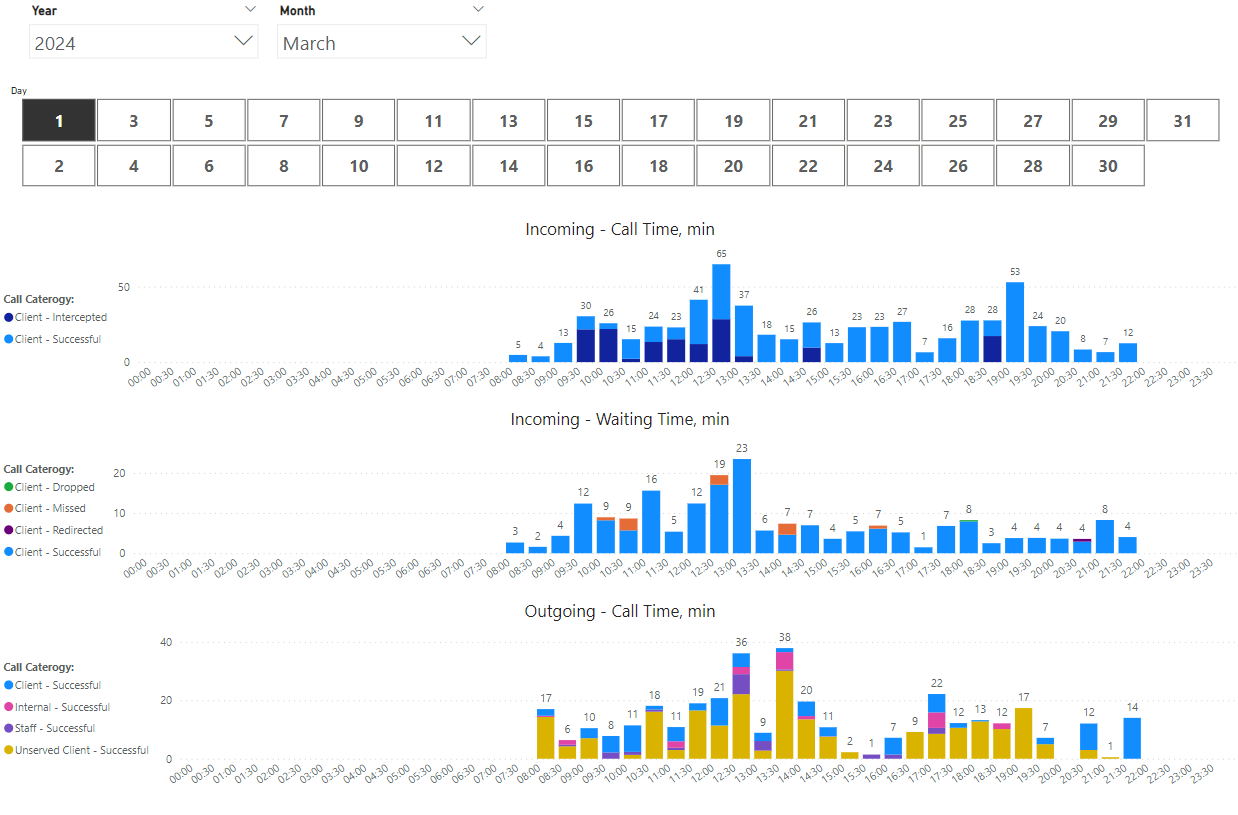 Year Month
2024 March
Day
1 3 5 7 9 11 13 15 17 19 21 23 25 27 29 31
2 4 6 8 10 12 14 16 18 20 22 24 26 28 30
Incoming - Call Time, min
Call Caterogy:
Client - Intercepted
Client - Successful
50
0
5 4 13 30 26 15 24 23 41 65 37 18 15 26 13 23 23 27 7 16 28 28 53 24 20 8 7 12
00:00 00:30 01:00 01:30 02:00 02:30 03:00 03:30 04:00 04:30 05:00 05:30 06:00 06:30 07:00 07:30 08:00 08:30 09:00 09:30 10:00 10:30 11:00 11:30 12:00 12:30 13:00 13:30 14:00 14:30 15:00 15:30 16:00 16:30 17:00 17:30 18:00 18:30 19:00 19:30 20:00 20:30 21:00 21:30 22:00 22:30 23:00 23:30
Incoming - Waiting Time, min
Call Caterogy:
Client - Dropped
Client - Missed
Client - Redirected
Client - Successful
20
10
0
3 2 4 12 9 9 16 5 12 19 23 6 7 7 4 5 7 5 1 7 8 3 4 4 4 4 8 4
00:00 00:30 01:00 01:30 02:00 02:30 03:00 03:30 04:00 04:30 05:00 05:30 06:00 06:30 07:00 07:30 08:00 08:30 09:00 09:30 10:00 10:30 11:00 11:30 12:00 12:30 13:00 13:30 14:00 14:30 15:00 15:30 16:00 16:30 17:00 17:30 18:00 18:30 19:00 19:30 20:00 20:30 21:00 21:30 22:00 22:30 23:00 23:30
Outgoing - Call Time, min
Call Caterogy:
Client - Successful
Internal - Successful
Staff - Successful
Unserved Client - Successful
40
20
0
17 6 10 8 11 18 11 19 21 36 9 38 20 11 2 1 7 9 22 12 13 12 17 7 12 1 14
00:00 00:30 01:00 01:30 02:00 02:30 03:00 03:30 04:00 04:30 05:00 05:30 06:00 06:30 07:00 07:30 08:00 08:30 09:00 09:30 10:00 10:30 11:00 11:30 12:00 12:30 13:00 13:30 14:00 14:30 15:00 15:30 16:00 16:30 17:00 17:30 18:00 18:30 19:00 19:30 20:00 20:30 21:00 21:30 22:00 22:30 23:00 23:30